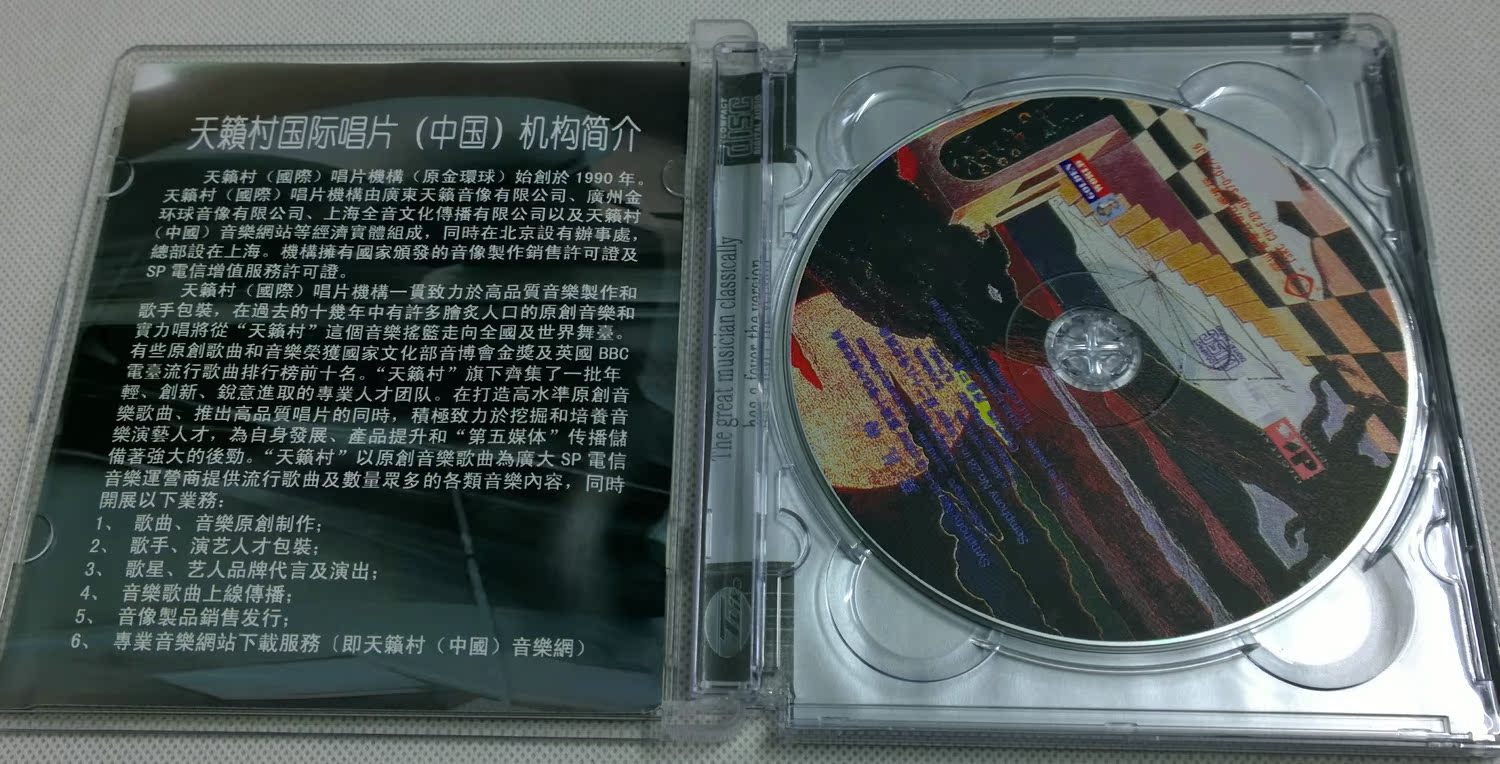 天籟村国际唱片（中国）机构简介
天籟村（國際）唱片機構（原金環球）始創於 1990 年。
天籟村（國際）唱片機構由廣東天籟音像有限公司、廣州金
环球音像有限公司、上海全音文化傳播有限公司以及天籟村
（中國）音樂網站等經濟實體組成，同時在北京設有辦事處，
總部設在上海。機構擁有國家頒發的音像製作銷售許可證及
SP 電信增值服務許可證。
天籟村（國際）唱片機構一貫致力於高品質音樂製作和
歌手包裝，在過去的十幾年中有許多膾炙人口的原創音樂和
實力唱將從“天籟村”這個音樂搖籃走向全國及世界舞臺。
有些原創歌曲和音樂榮獲國家文化部音博會金獎及英國 BBC
電臺流行歌曲排行榜前十名。“天籟村”旗下齊集了一批年
輕、創新、銳意進取的專業人才团队。在打造高水準原創音
樂歌曲、推出高品質唱片的同時，積極致力於挖掘和培養音
樂演藝人才，為自身發展、產品提升和“第五媒体”传播儲
備著強大的後勁。“天籟村”以原創音樂歌曲為廣大 SP 電信
音樂運營商提供流行歌曲及數量眾多的各類音樂內容，同時
開展以下業務：
1、 歌曲、音樂原創制作；
2、 歌手、演艺人才包裝；
3、 歌星、艺人品牌代言及演出；
4、 音樂歌曲上線傳播；
5、 音像製品銷售发行；
6、 專業音樂網站下載服務〔即天籟村（中國）音樂網）
COMPACT
disc
DIGITAL AUDIO
The great musician classically
has a fever the version
GOLDEN
WORLD